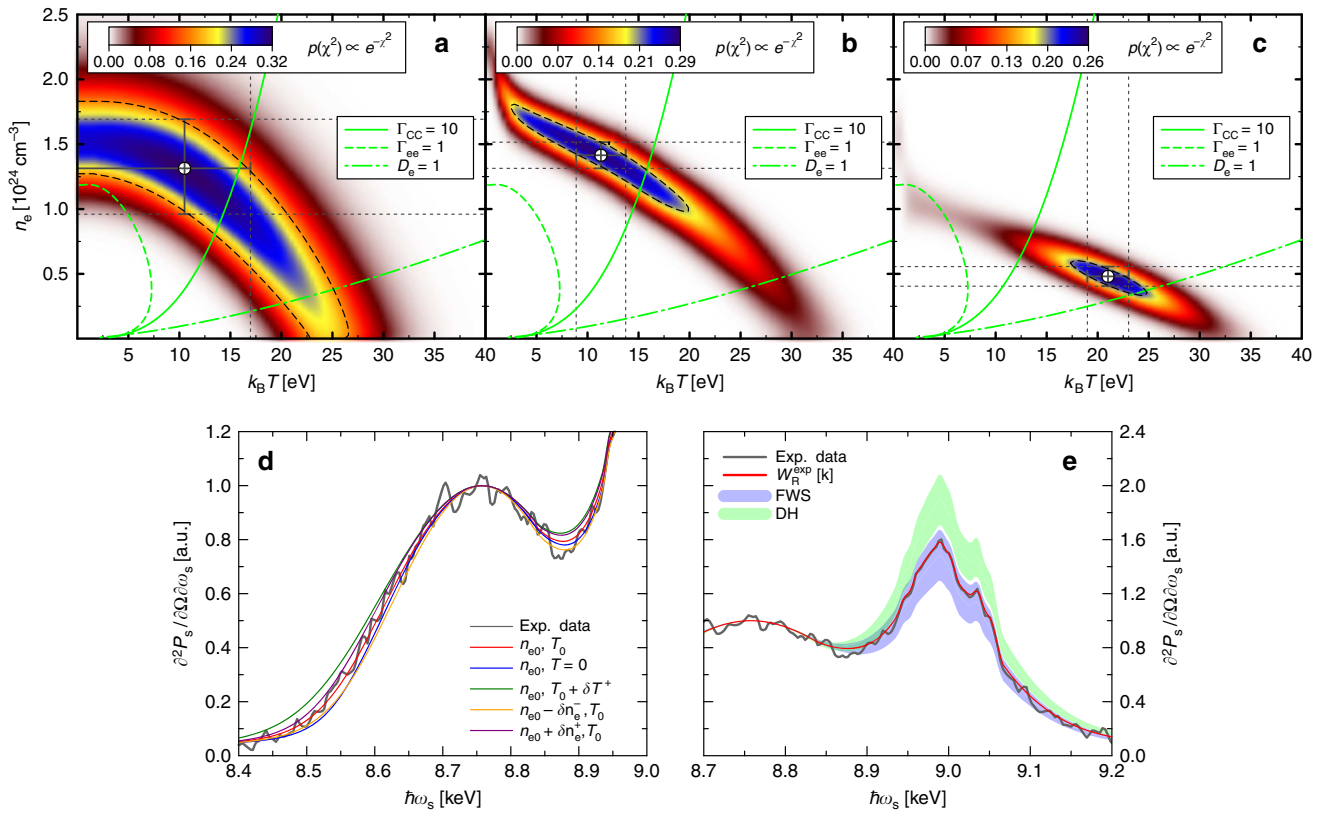 a
p(χ²) ∝ e^−χ²
0.00 0.08 0.16 0.24 0.32
Γ_CC = 10
Γ_ee = 1
D_e = 1
b
p(χ²) ∝ e^−χ²
0.00 0.07 0.14 0.22 0.29
Γ_CC = 10
Γ_ee = 1
D_e = 1
c
p(χ²) ∝ e^−χ²
0.00 0.07 0.13 0.20 0.26
Γ_CC = 10
Γ_ee = 1
D_e = 1
2.5
2.0
1.5
1.0
0.5
n_e [10²⁴ cm⁻³]
5 10 15 20 25 30 35 40 5 10 15 20 25 30 35 40 5 10 15 20 25 30 35 40
k_B T [eV] k_B T [eV] k_B T [eV]
d
1.2
1.0
0.8
0.6
0.4
0.2
0.0
∂²P_s / ∂Ω∂ω_s [a.u.]
Exp. data
n_e0, T_0
n_e0, T = 0
n_e0, T_0 + δT⁺
n_e0 − δn_e⁻, T_0
n_e0 + δn_e⁺, T_0
8.4 8.5 8.6 8.7 8.8 8.9 9.0
ħω_s [keV]
e
Exp. data
W_R^exp [k]
FWS
DH
2.4
2.0
1.6
1.2
0.8
0.4
0.0
∂²P_s / ∂Ω∂ω_s [a.u.]
8.7 8.8 8.9 9.0 9.1 9.2
ħω_s [keV]